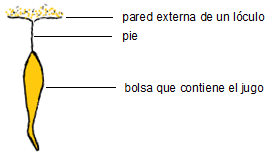 pared externa de un lóculo
pie
bolsa que contiene el jugo